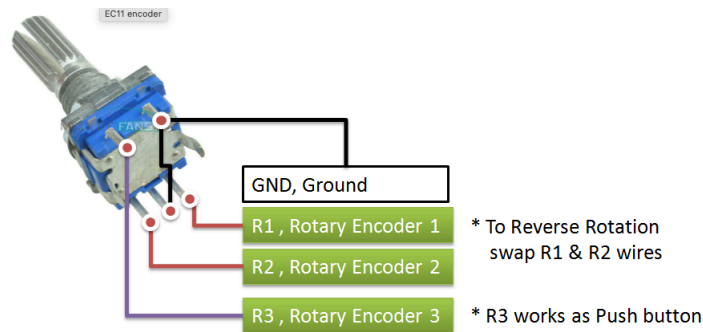 EC11 encoder
FANS
GND, Ground
R1 , Rotary Encoder 1
R2 , Rotary Encoder 2
R3 , Rotary Encoder 3
* To Reverse Rotation
swap R1 & R2 wires
* R3 works as Push button